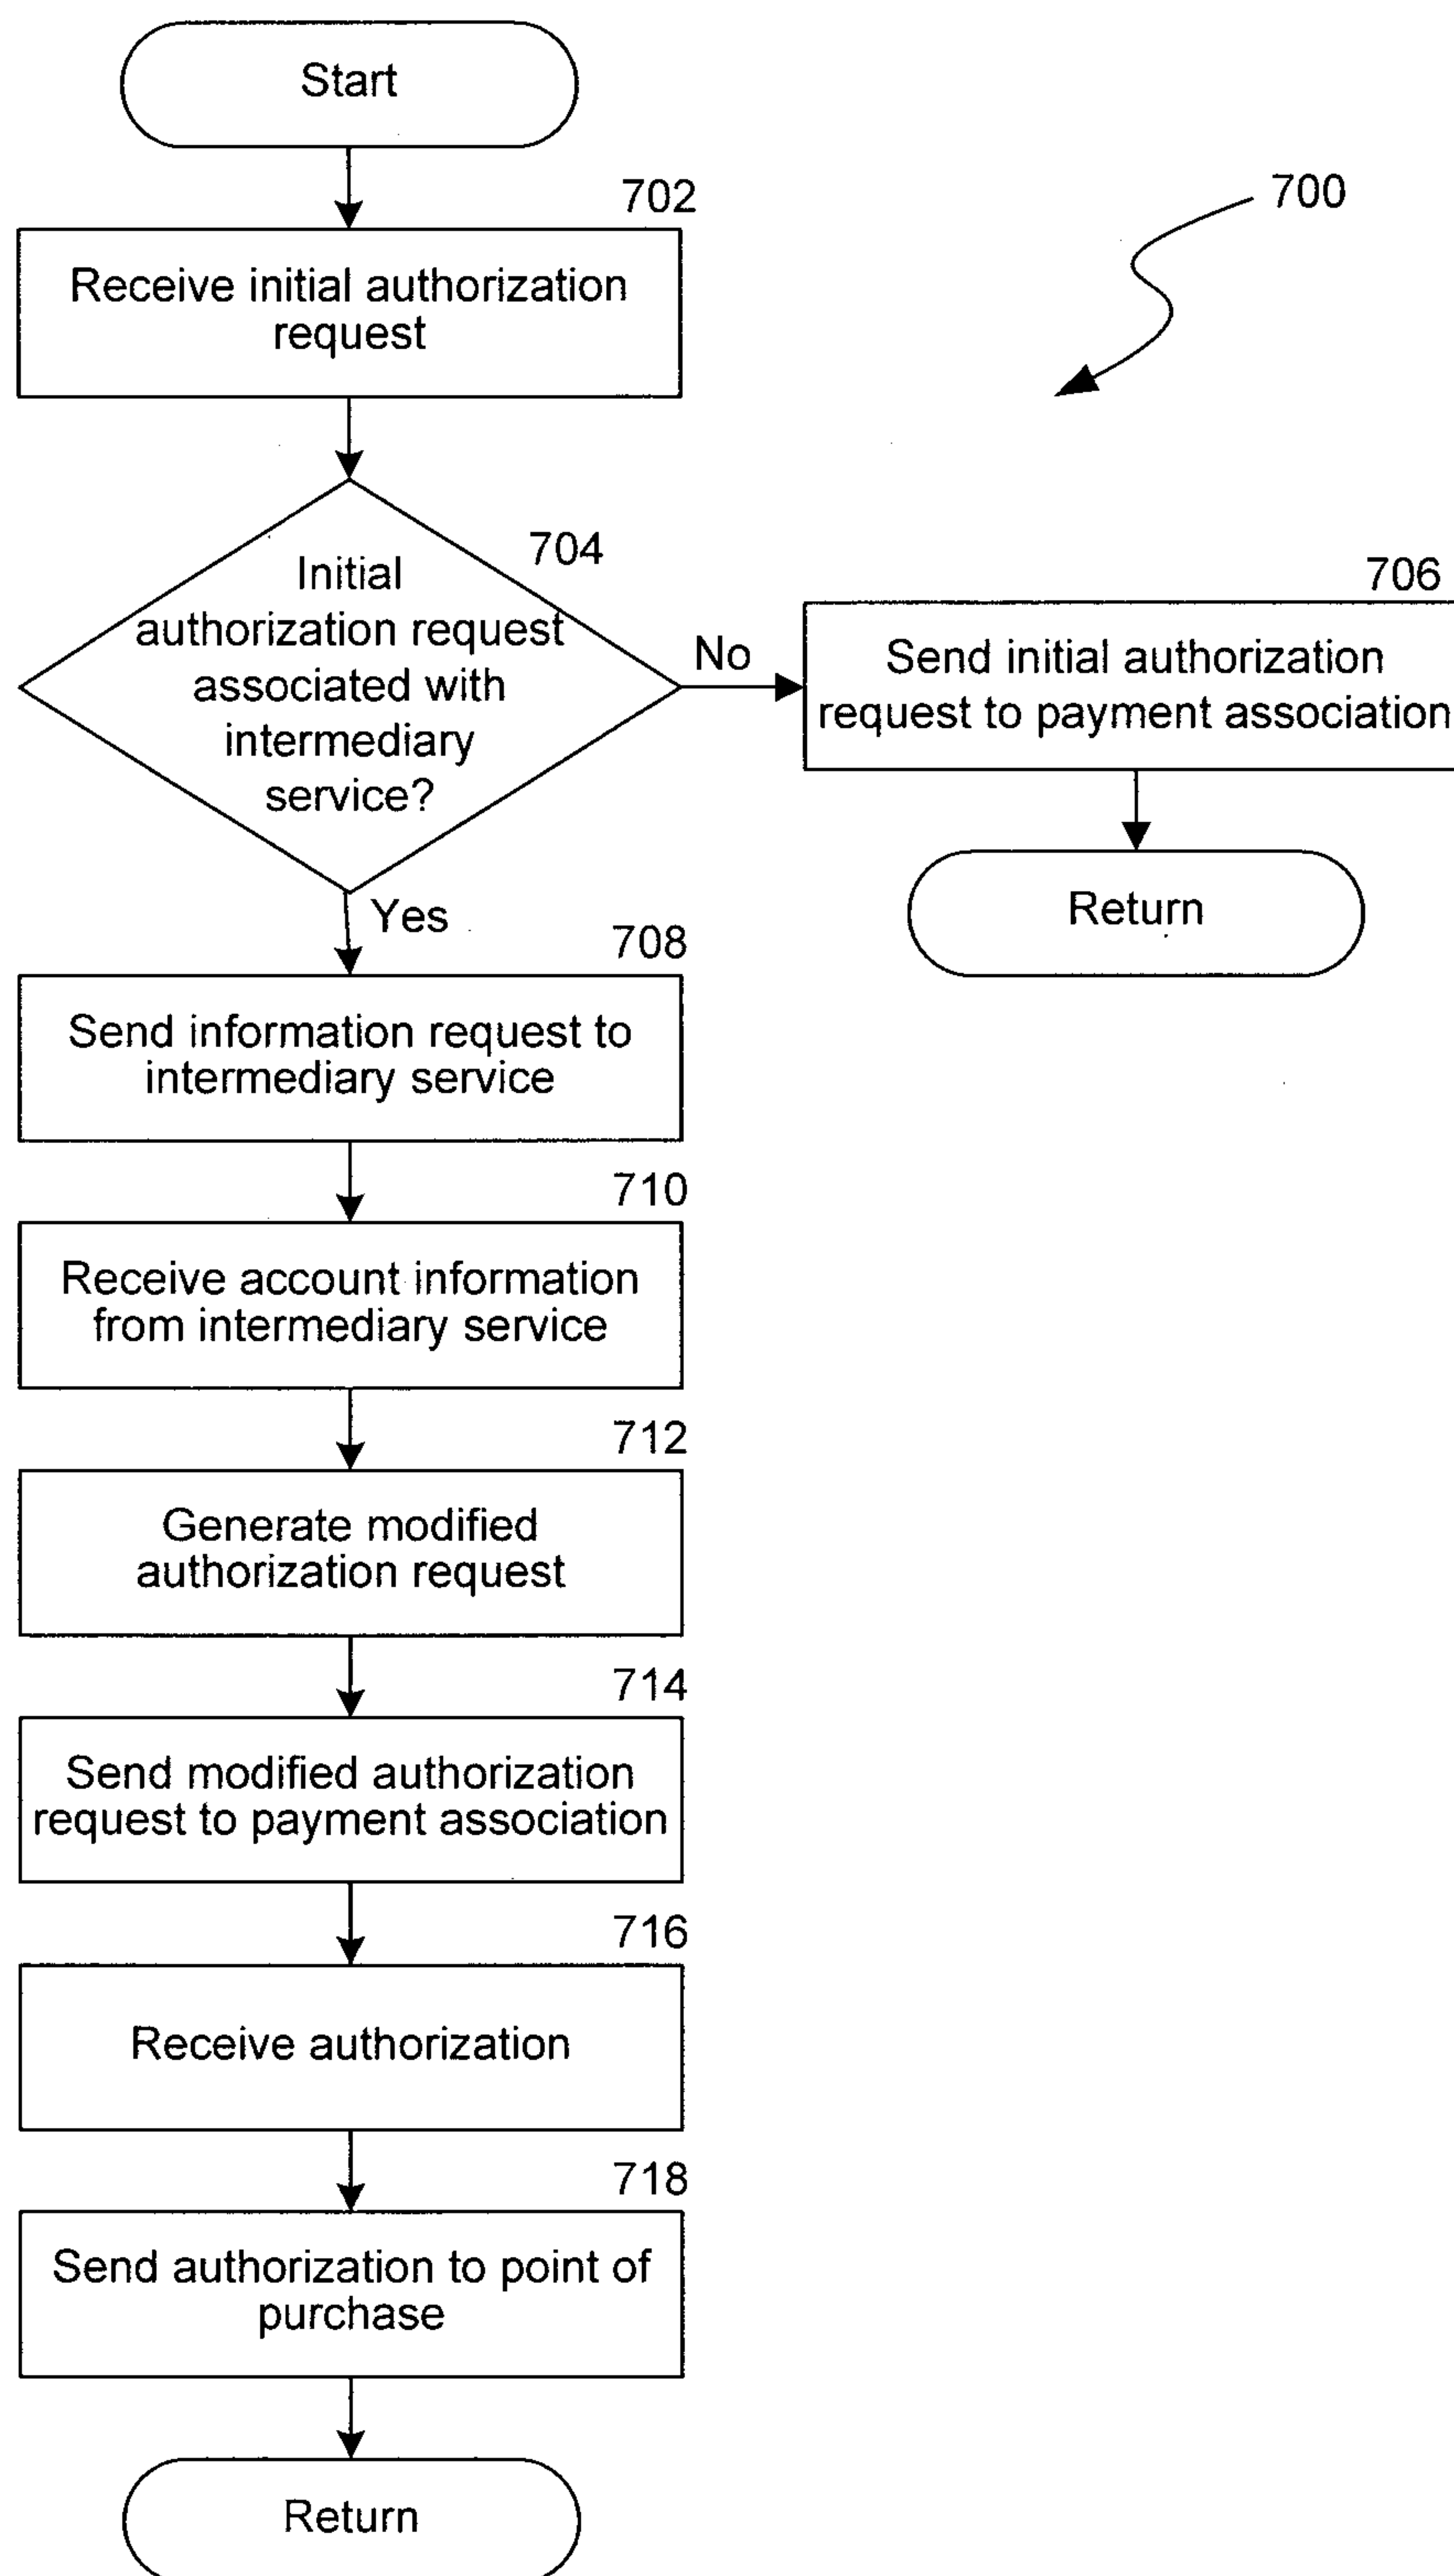 Start
702
700
Receive initial authorization
request
704
Initial
authorization request
associated with
intermediary
service?
No
706
Send initial authorization
request to payment association
Return
Yes
708
Send information request to
intermediary service
710
Receive account information
from intermediary service
712
Generate modified
authorization request
714
Send modified authorization
request to payment association
716
Receive authorization
718
Send authorization to point of
purchase
Return